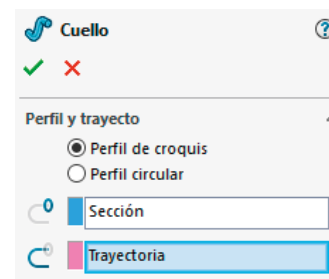 Cuello
Perfil y trayecto
Perfil de croquis
Perfil circular
Sección
Trayectoria